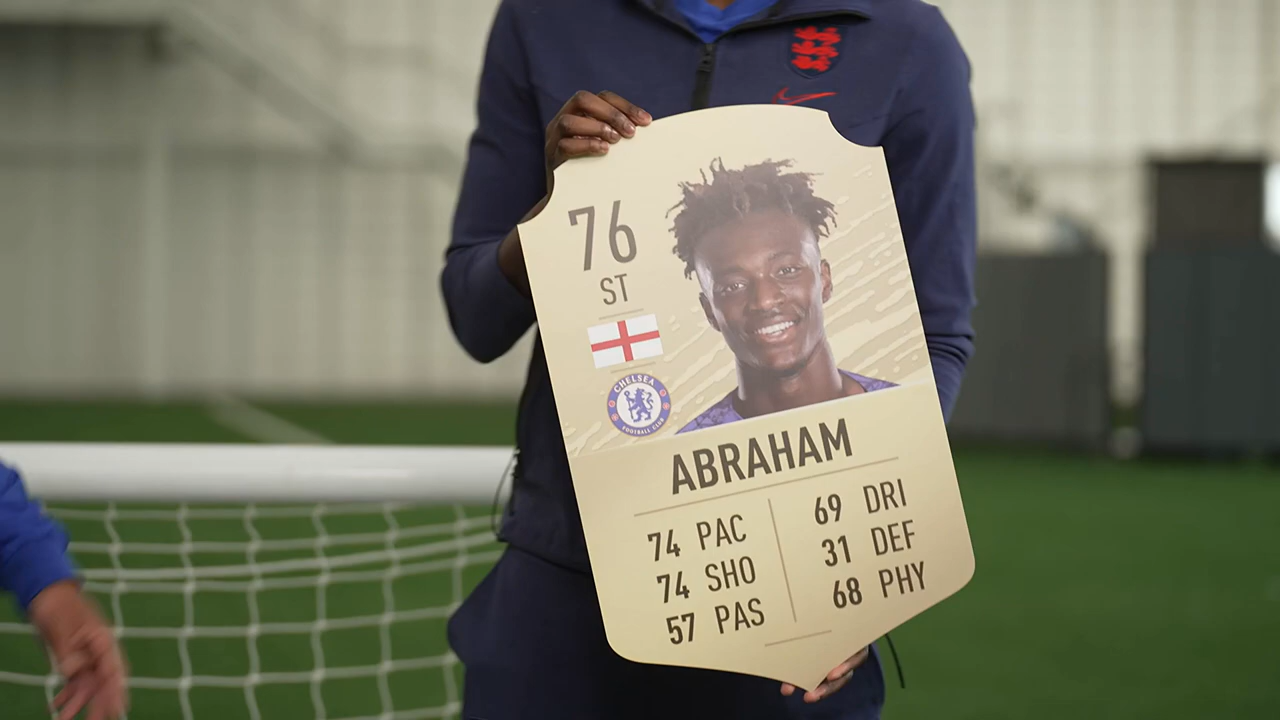 76
ST
CHELSEA
FOOTBALL CLUB
ABRAHAM
74 PAC
74 SHO
57 PAS
69 DRI
31 DEF
68 PHY